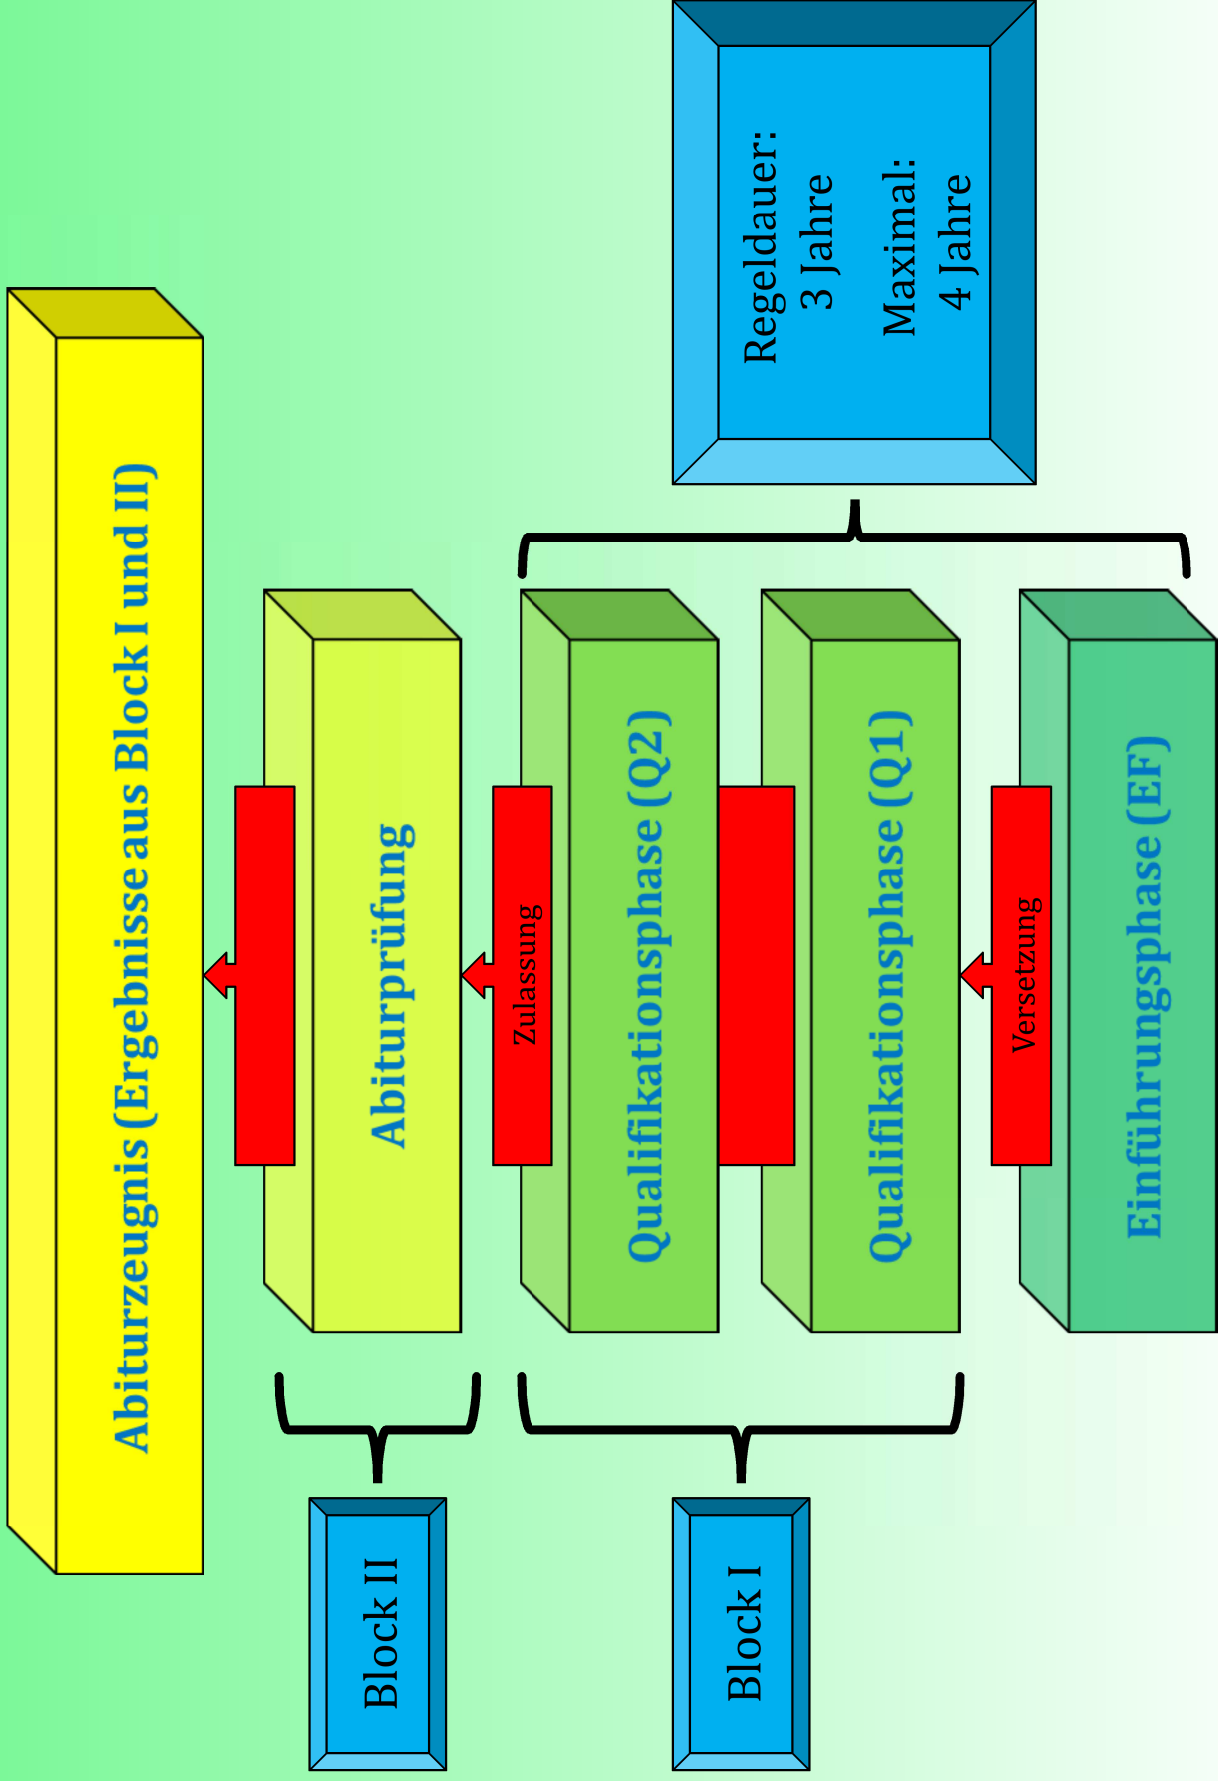 Abiturzeugnis (Ergebnisse aus Block I und II)
Block II
Abiturprüfung
Zulassung
Block I
Qualifikationsphase (Q2)
Qualifikationsphase (Q1)
Regeldauer:
3 Jahre
Maximal:
4 Jahre
Versetzung
Einführungsphase (EF)